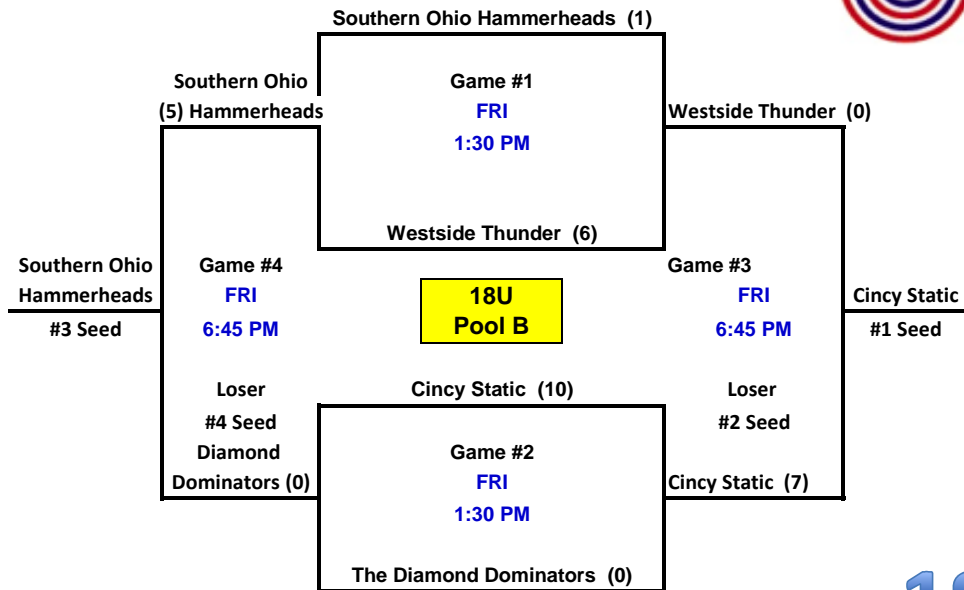 Southern Ohio Hammerheads (1)
Southern Ohio
(5) Hammerheads
Game #1
FRI
1:30 PM
Westside Thunder (0)
Westside Thunder (6)
Southern Ohio
Hammerheads
#3 Seed
Game #4
FRI
6:45 PM
18U
Pool B
Game #3
FRI
6:45 PM
Cincy Static
#1 Seed
Loser
#4 Seed
Diamond
Dominators (0)
Cincy Static (10)
Loser
#2 Seed
Game #2
FRI
1:30 PM
Cincy Static (7)
The Diamond Dominators (0)